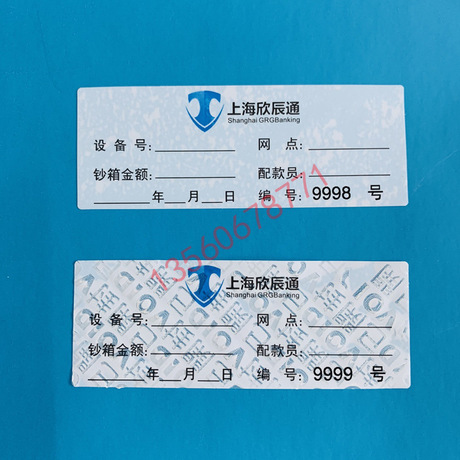 上海欣辰通
Shanghai GRGBanking
设备号: 网点:
钞箱金额: 配款员:
年 月 日 编号: 9998 号
13560678771
上海欣辰通
Shanghai GRGBanking
设备号: 网点:
钞箱金额: 配款员:
年 月 日 编号: 9999 号